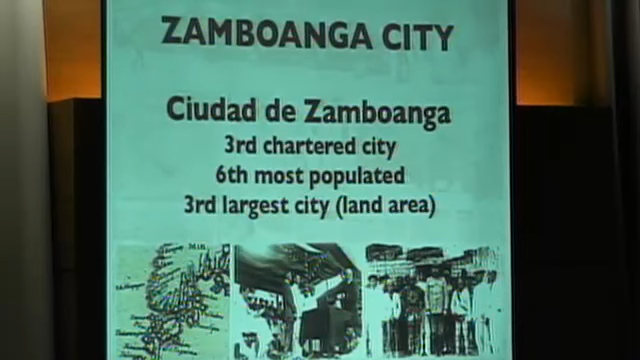 ZAMBOANGA CITY
Ciudad de Zamboanga
3rd chartered city
6th most populated
3rd largest city (land area)